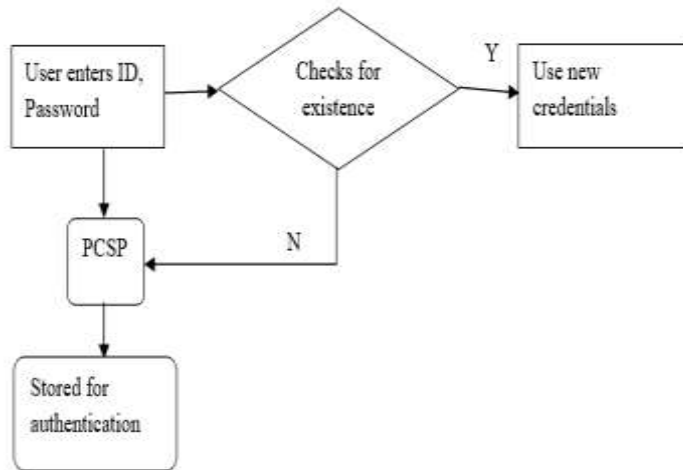 User enters ID,
Password
Checks for
existence
Y
Use new
credentials
PCSP
N
Stored for
authentication